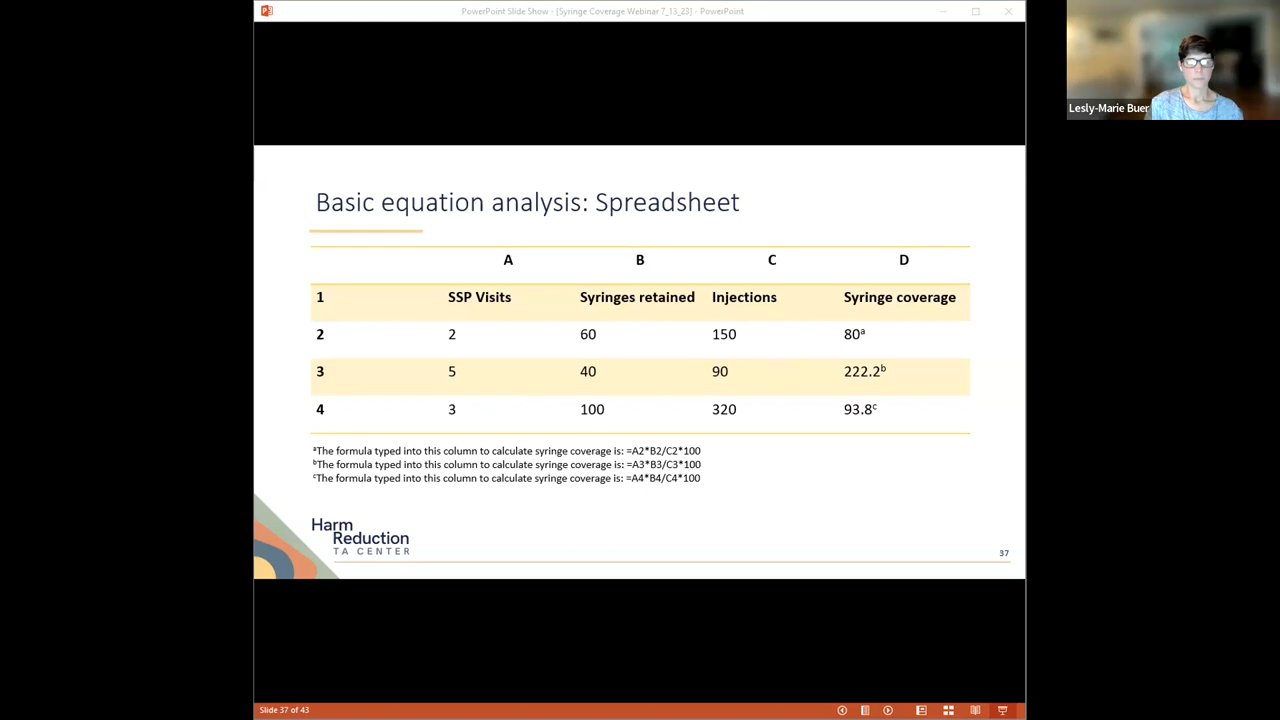 PowerPoint Slide Show - [Syringe Coverage Webinar 7_13_23] - PowerPoint
Lesly-Marie Buer
Basic equation analysis: Spreadsheet
A B C D
1 SSP Visits Syringes retained Injections Syringe coverage
2 2 60 150 80ᵃ
3 5 40 90 222.2ᵇ
4 3 100 320 93.8ᶜ
ᵃThe formula typed into this column to calculate syringe coverage is: =A2*B2/C2*100
ᵇThe formula typed into this column to calculate syringe coverage is: =A3*B3/C3*100
ᶜThe formula typed into this column to calculate syringe coverage is: =A4*B4/C4*100
Harm
Reduction
TA CENTER
37
Slide 37 of 43